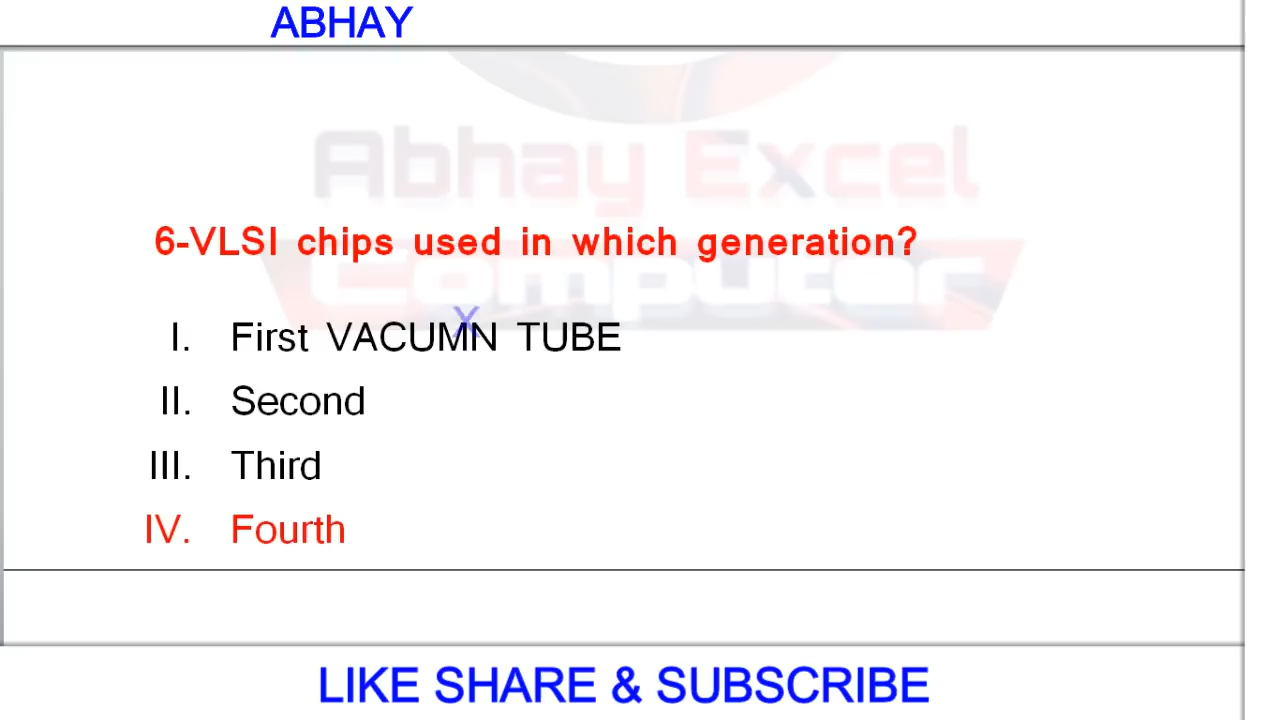 ABHAY
Abhay Excel
Computer
6-VLSI chips used in which generation?
X
I. First VACUMN TUBE
II. Second
III. Third
IV. Fourth
LIKE SHARE & SUBSCRIBE